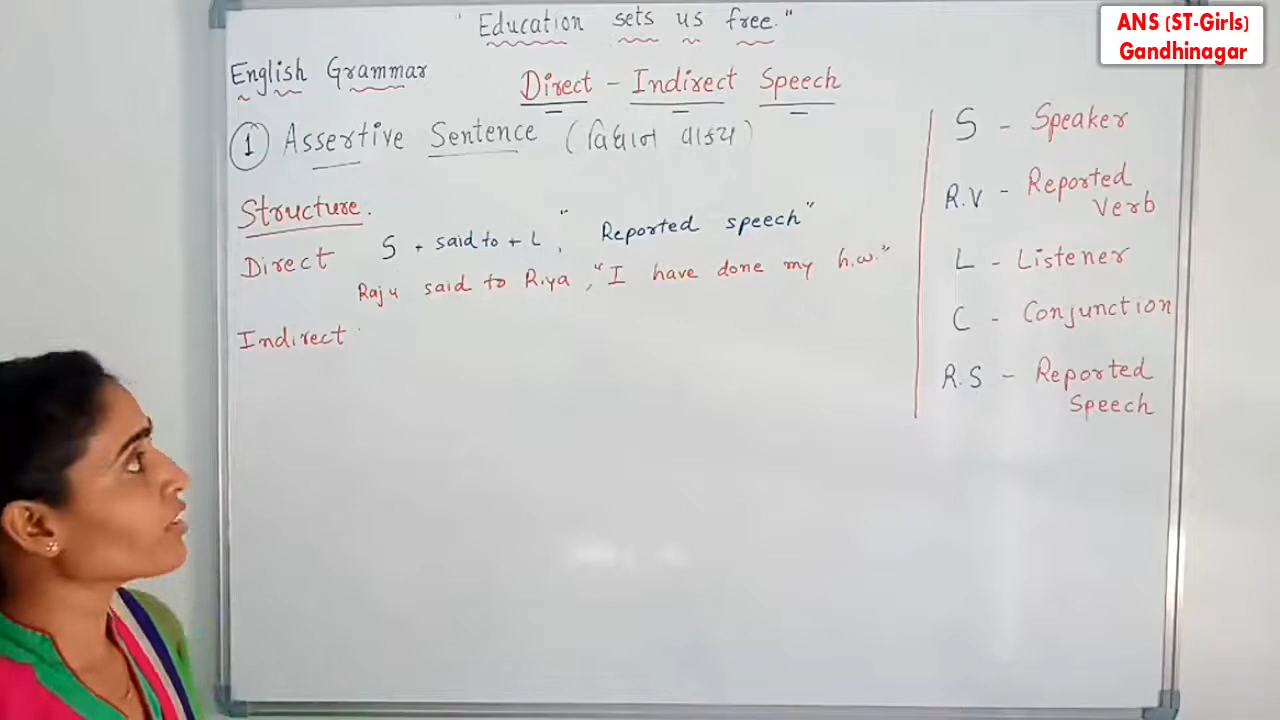 "Education sets us free."
ANS (ST-Girls)
Gandhinagar
English Grammar
Direct - Indirect Speech
① Assertive Sentence (વિધાન વાક્ય)
Structure.
Direct S + said to + L, "Reported speech"
Raju said to Riya, "I have done my h.w."
Indirect
S - Speaker
R.V - Reported
Verb
L - Listener
C - Conjunction
R.S - Reported
Speech